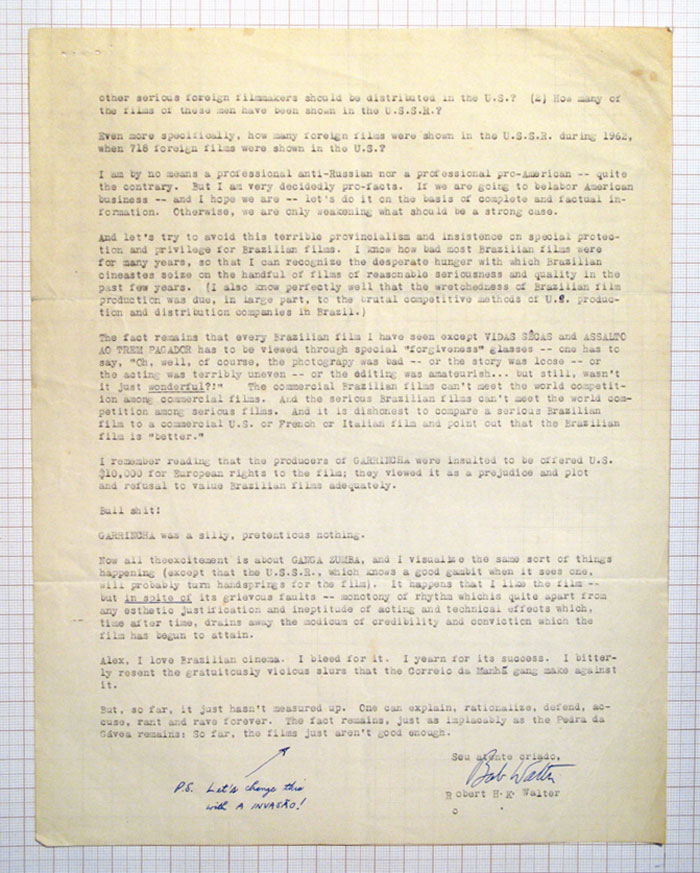 other serious foreign filmmakers should be distributed in the U.S.?  (2) How many of
the films of these men have been shown in the U.S.S.R.?
Even more specifically, how many foreign films were shown in the U.S.S.R. during 1962,
when 718 foreign films were shown in the U.S.?
I am by no means a professional anti-Russian nor a professional pro-American -- quite
the contrary.  But I am very decidedly pro-facts.  If we are going to belabor American
business -- and I hope we are -- let's do it on the basis of complete and factual in-
formation.  Otherwise, we are only weakening what should be a strong case.
And let's try to avoid this terrible provincialism and insistence on special protec-
tion and privilege for Brazilian films.  I know how bad most Brazilian films were
for many years, so that I can recognize the desperate hunger with which Brazilian
cineastes seize on the handful of films of reasonable seriousness and quality in the
past few years.  (I also know perfectly well that the wretchedness of Brazilian film
production was due, in large part, to the brutal competitive methods of U.S. produc-
tion and distribution companies in Brazil.)
The fact remains that every Brazilian film I have seen except VIDAS SÊCAS and ASSALTO
AO TREM PAGADOR has to be viewed through special "forgiveness" glasses -- one has to
say, "Oh, well, of course, the photograpy was bad -- or the story was loose -- or
the acting was terribly uneven -- or the editing was amateurish... but still, wasn't
it just wonderful?!"   The commercial Brazilian films can't meet the world competit-
ion among commercial films.  And the serious Brazilian films can't meet the world com-
petition among serious films.  And it is dishonest to compare a serious Brazilian
film to a commercial U.S. or French or Italian film and point out that the Brazilian
film is "better."
I remember reading that the producers of GARRINCHA were insulted to be offered U.S.
$10,000 for European rights to the film; they viewed it as a prejudice and plot
and refusal to value Brazilian films adequately.
Bull shit!
GARRINCHA was a silly, pretentious nothing.
Now all theexcitement is about GANGA ZUMBA, and I visualize the same sort of things
happening (except that the U.S.S.R., which knows a good gambit when it sees one,
will probably turn handsprings for the film).  It happens that I like the film --
but in spite of its grievous faults -- monotony of rhythm whichis quite apart from
any esthetic justification and ineptitude of acting and technical effects which,
time after time, drains away the modicum of credibility and conviction which the
film has begun to attain.
Alex, I love Brazilian cinema.  I bleed for it.  I yearn for its success.  I bitter-
ly resent the gratuitously vicious slurs that the Correio da Manhã gang make against
it.
But, so far, it just hasn't measured up.  One can explain, rationalize, defend, ac-
cuse, rant and rave forever.  The fact remains, just as implacably as the Pedra da
Gávea remains: So far, the films just aren't good enough.
Seu atente criado,
Bob Walter
Robert H. K. Walter
P.S. Let's change this
with A INVASÃO!